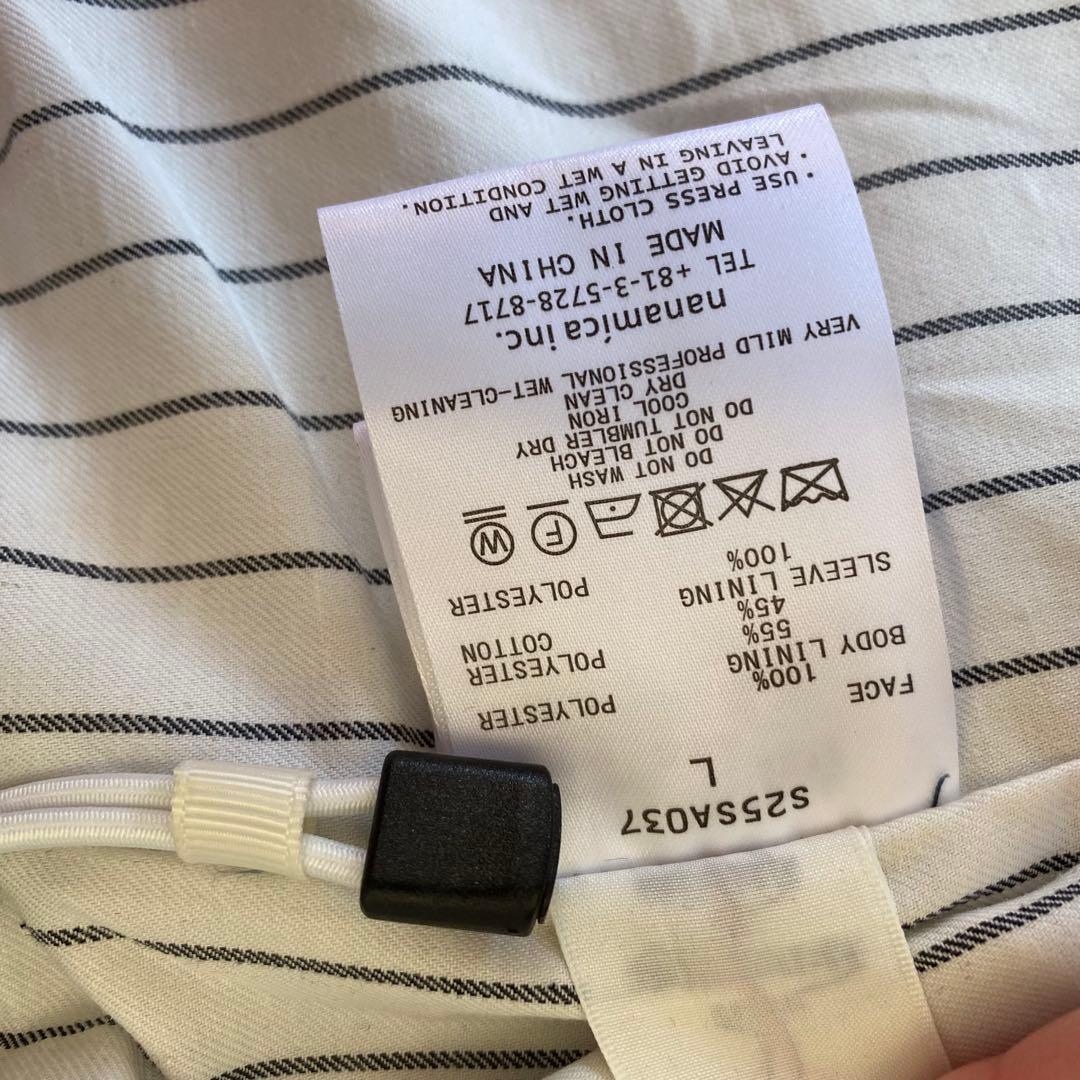 S25SA037
L
FACE
100% POLYESTER
BODY LINING
55% POLYESTER
45% COTTON
SLEEVE LINING
100% POLYESTER
F W
DO NOT WASH
DO NOT BLEACH
DO NOT TUMBLER DRY
COOL IRON
DRY CLEAN
VERY MILD PROFESSIONAL WET-CLEANING
nanamica inc.
TEL +81-3-5728-8717
MADE IN CHINA
・USE PRESS CLOTH.
・AVOID GETTING WET AND
LEAVING IN A WET CONDITION.